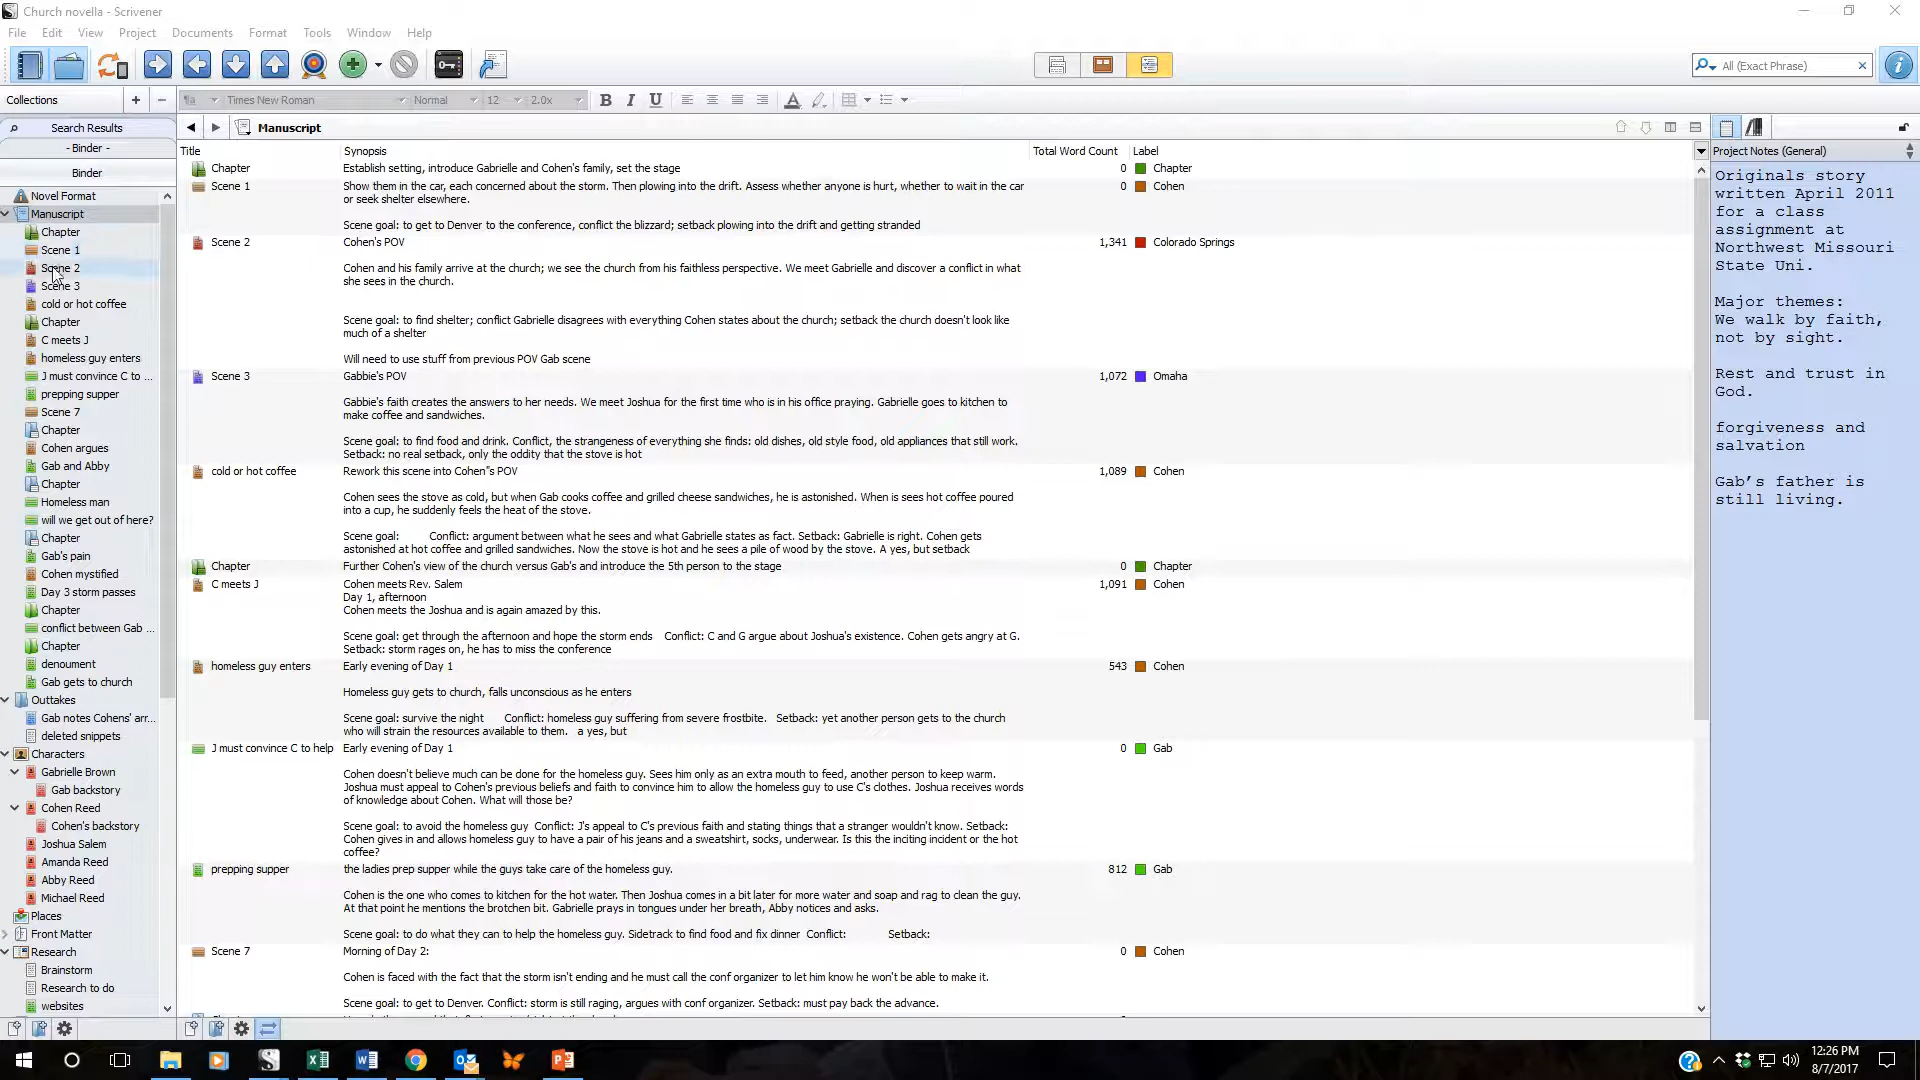 Church novella - Scrivener
File Edit View Project Documents Format Tools Window Help
All (Exact Phrase)
Collections
Times New Roman Normal 12 2.0x B I U A
Search Results
- Binder -
Binder
Novel Format
Manuscript
Chapter
Scene 1
Scene 2
Scene 3
cold or hot coffee
Chapter
C meets J
homeless guy enters
J must convince C to ...
prepping supper
Scene 7
Chapter
Cohen argues
Gab and Abby
Chapter
Homeless man
will we get out of here?
Chapter
Gab's pain
Cohen mystified
Day 3 storm passes
Chapter
conflict between Gab ...
Chapter
denoument
Gab gets to church
Outtakes
Gab notes Cohens' arr...
deleted snippets
Characters
Gabrielle Brown
Gab backstory
Cohen Reed
Cohen's backstory
Joshua Salem
Amanda Reed
Abby Reed
Michael Reed
Places
Front Matter
Research
Brainstorm
Research to do
websites
Manuscript
Title Synopsis Total Word Count Label
Chapter Establish setting, introduce Gabrielle and Cohen's family, set the stage 0 Chapter
Scene 1 Show them in the car, each concerned about the storm. Then plowing into the drift. Assess whether anyone is hurt, whether to wait in the car 0 Cohen
or seek shelter elsewhere.
Scene goal: to get to Denver to the conference, conflict the blizzard; setback plowing into the drift and getting stranded
Scene 2 Cohen's POV 1,341 Colorado Springs
Cohen and his family arrive at the church; we see the church from his faithless perspective. We meet Gabrielle and discover a conflict in what
she sees in the church.
Scene goal: to find shelter; conflict Gabrielle disagrees with everything Cohen states about the church; setback the church doesn't look like
much of a shelter
Will need to use stuff from previous POV Gab scene
Scene 3 Gabbie's POV 1,072 Omaha
Gabbie's faith creates the answers to her needs. We meet Joshua for the first time who is in his office praying. Gabrielle goes to kitchen to
make coffee and sandwiches.
Scene goal: to find food and drink. Conflict, the strangeness of everything she finds: old dishes, old style food, old appliances that still work.
Setback: no real setback, only the oddity that the stove is hot
cold or hot coffee Rework this scene into Cohen"s POV 1,089 Cohen
Cohen sees the stove as cold, but when Gab cooks coffee and grilled cheese sandwiches, he is astonished. When is sees hot coffee poured
into a cup, he suddenly feels the heat of the stove.
Scene goal: Conflict: argument between what he sees and what Gabrielle states as fact. Setback: Gabrielle is right. Cohen gets
astonished at hot coffee and grilled sandwiches. Now the stove is hot and he sees a pile of wood by the stove. A yes, but setback
Chapter Further Cohen's view of the church versus Gab's and introduce the 5th person to the stage 0 Chapter
C meets J Cohen meets Rev. Salem 1,091 Cohen
Day 1, afternoon
Cohen meets the Joshua and is again amazed by this.
Scene goal: get through the afternoon and hope the storm ends Conflict: C and G argue about Joshua's existence. Cohen gets angry at G.
Setback: storm rages on, he has to miss the conference
homeless guy enters Early evening of Day 1 543 Cohen
Homeless guy gets to church, falls unconscious as he enters
Scene goal: survive the night Conflict: homeless guy suffering from severe frostbite. Setback: yet another person gets to the church
who will strain the resources available to them. a yes, but
J must convince C to help Early evening of Day 1 0 Gab
Cohen doesn't believe much can be done for the homeless guy. Sees him only as an extra mouth to feed, another person to keep warm.
Joshua must appeal to Cohen's previous beliefs and faith to convince him to allow the homeless guy to use C's clothes. Joshua receives words
of knowledge about Cohen. What will those be?
Scene goal: to avoid the homeless guy Conflict: J's appeal to C's previous faith and stating things that a stranger wouldn't know. Setback:
Cohen gives in and allows homeless guy to have a pair of his jeans and a sweatshirt, socks, underwear. Is this the inciting incident or the hot
coffee?
prepping supper the ladies prep supper while the guys take care of the homeless guy. 812 Gab
Cohen is the one who comes to kitchen for the hot water. Then Joshua comes in a bit later for more water and soap and rag to clean the guy.
At that point he mentions the brotchen bit. Gabrielle prays in tongues under her breath, Abby notices and asks.
Scene goal: to do what they can to help the homeless guy. Sidetrack to find food and fix dinner Conflict: Setback:
Scene 7 Morning of Day 2: 0 Cohen
Cohen is faced with the fact that the storm isn't ending and he must call the conf organizer to let him know he won't be able to make it.
Scene goal: to get to Denver. Conflict: storm is still raging, argues with conf organizer. Setback: must pay back the advance.
Project Notes (General)
Originals story
written April 2011
for a class
assignment at
Northwest Missouri
State Uni.
Major themes:
We walk by faith,
not by sight.
Rest and trust in
God.
forgiveness and
salvation
Gab's father is
still living.
12:26 PM
8/7/2017